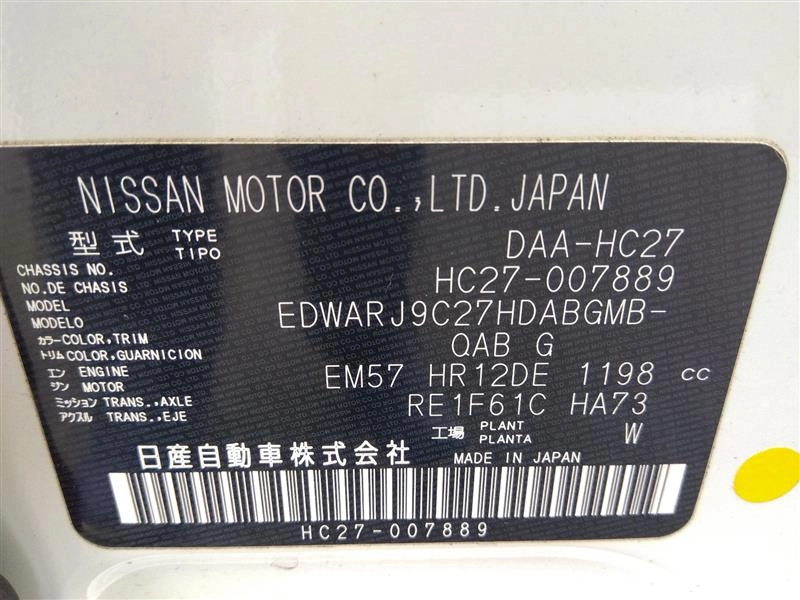 NISSAN MOTOR CO.,LTD.JAPAN
型式 TYPE TIPO DAA-HC27
CHASSIS NO. NO.DE CHASIS HC27-007889
MODEL MODELO EDWARJ9C27HDABGMB-
カラー COLOR,TRIM トリム COLOR,GUARNICION QAB G
エンジン ENGINE MOTOR EM57 HR12DE 1198 cc
ミッション TRANS.,AXLE アクスル TRANS.,EJE RE1F61C HA73
工場 PLANT PLANTA W
日産自動車株式会社 MADE IN JAPAN
HC27-007889